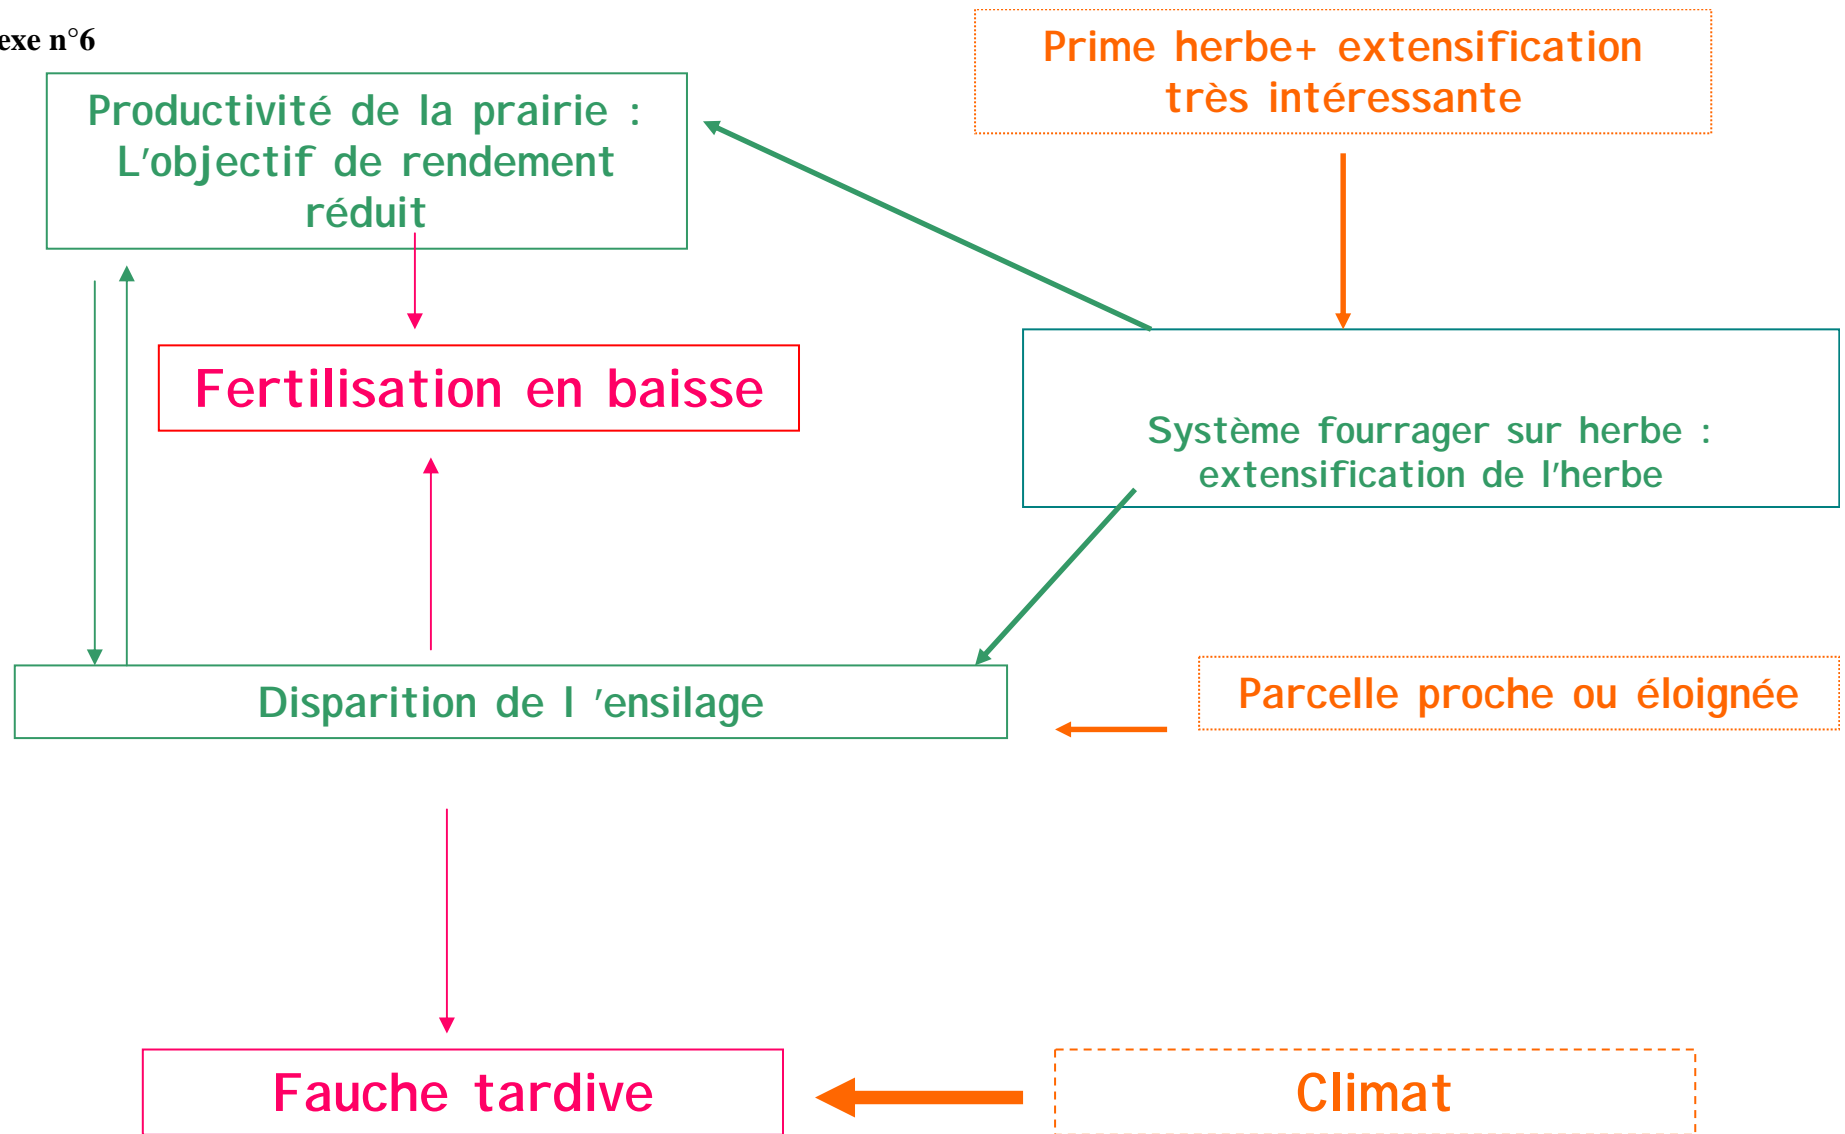 exe n°6
Prime herbe+ extensification
très intéressante
Productivité de la prairie :
L'objectif de rendement
réduit
Fertilisation en baisse
Système fourrager sur herbe :
extensification de l'herbe
Disparition de l ’ensilage
Parcelle proche ou éloignée
Fauche tardive
Climat